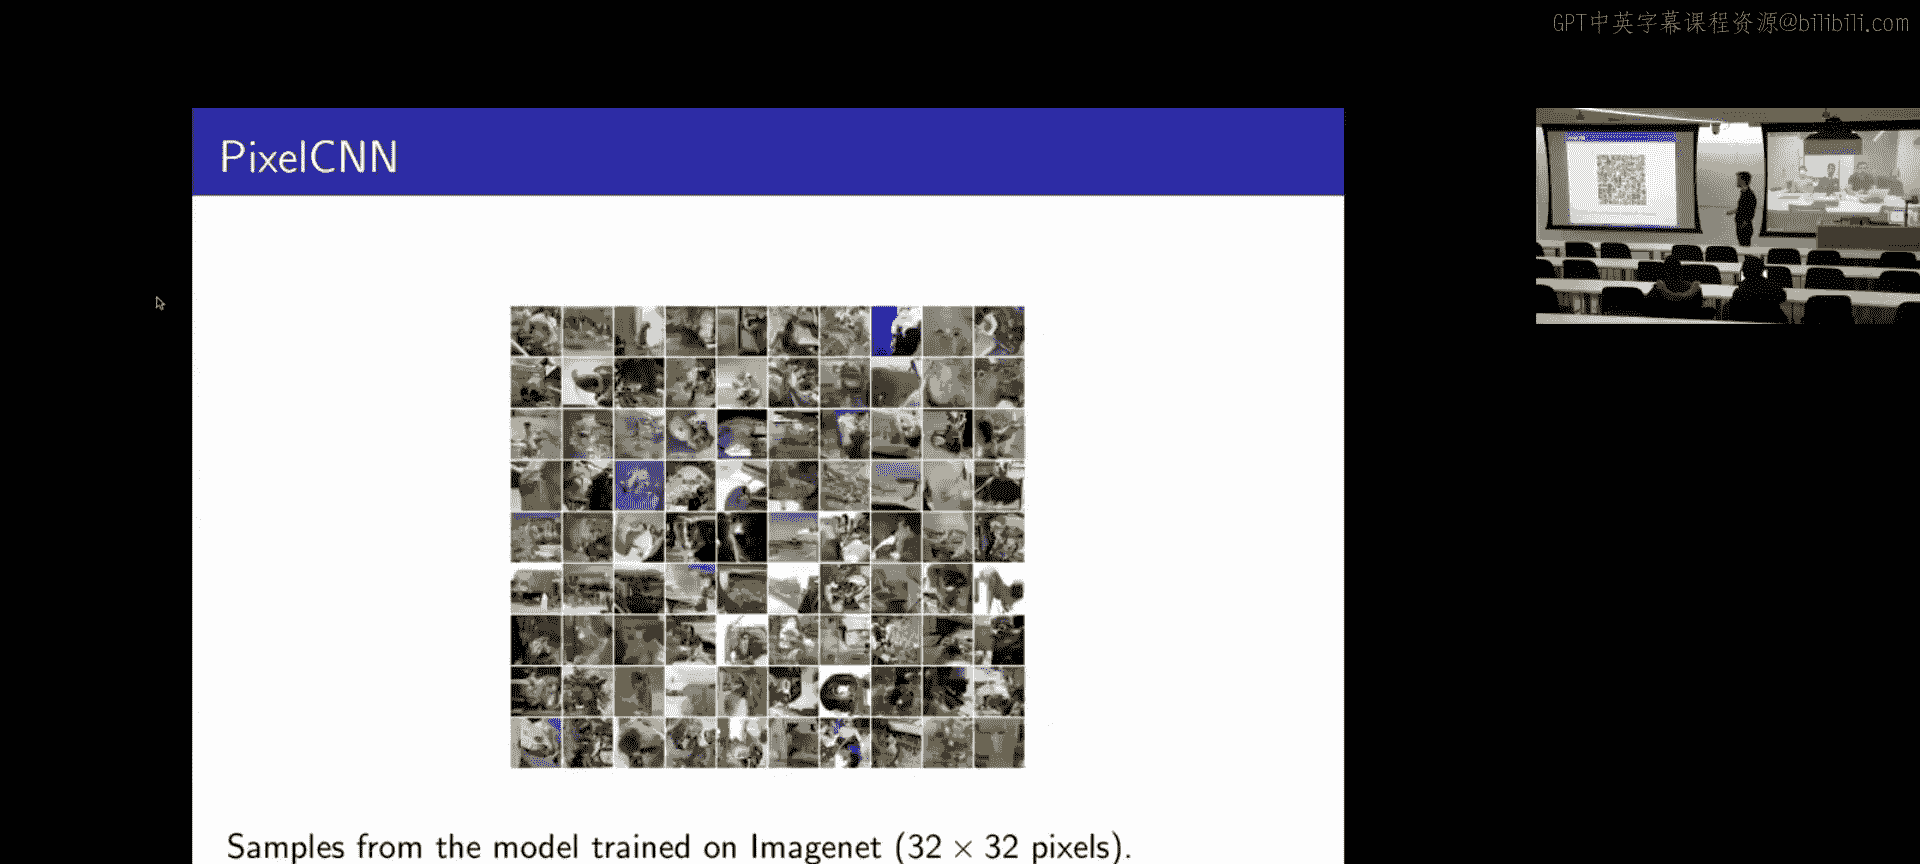 GPT中英字幕课程资源@bilibili.com
PixelCNN
Samples from the model trained on Imagenet (32 × 32 pixels).